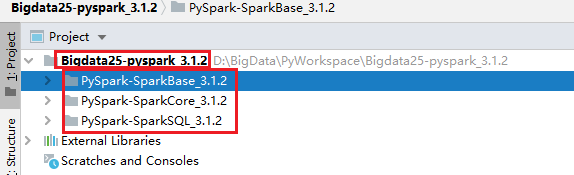 Bigdata25-pyspark_3.1.2 > PySpark-SparkBase_3.1.2
1: Project
Project
Bigdata25-pyspark_3.1.2 D:\BigData\PyWorkspace\Bigdata25-pyspark_3.1.2
PySpark-SparkBase_3.1.2
PySpark-SparkCore_3.1.2
PySpark-SparkSQL_3.1.2
External Libraries
Scratches and Consoles
Structure